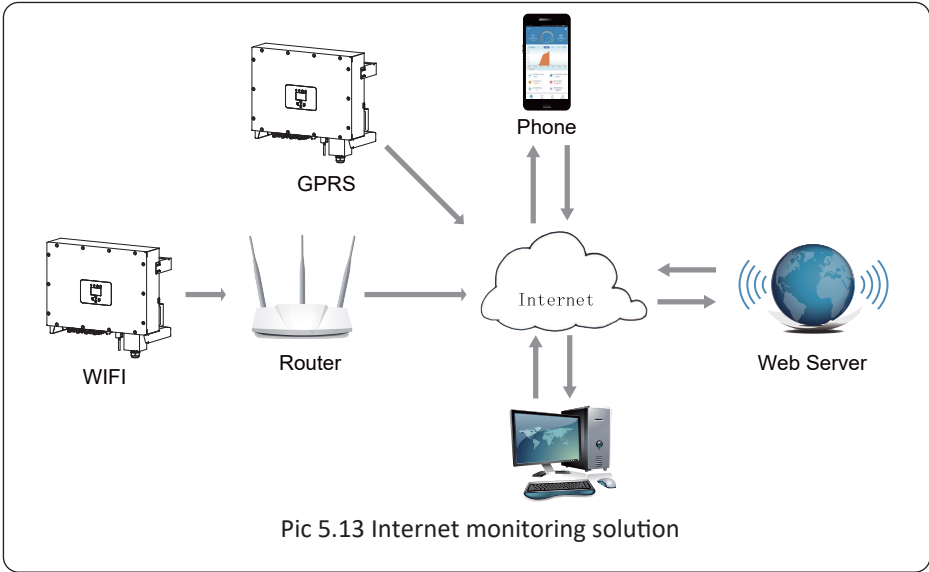 Phone
GPRS
Internet
WIFI
Router
Web Server
Pic 5.13 Internet monitoring solution